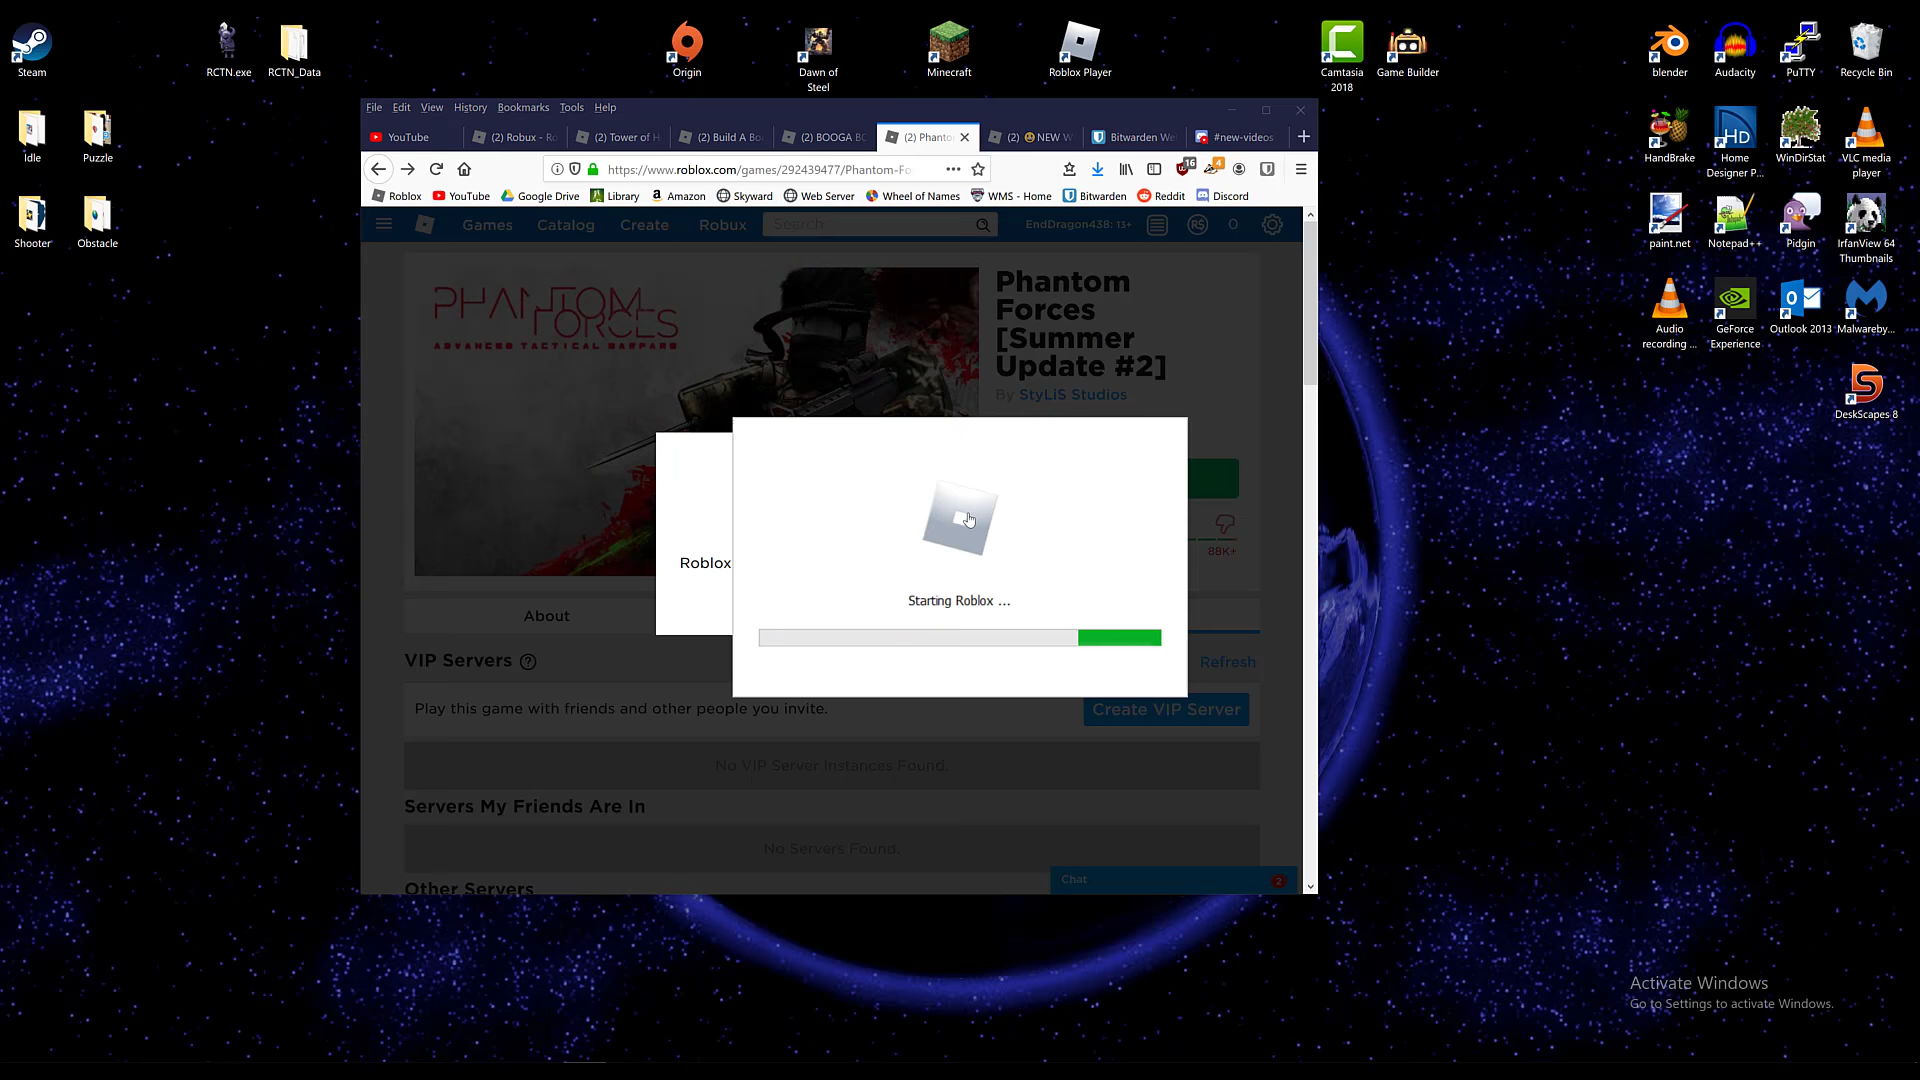 Steam
RCTN.exe
RCTN_Data
Origin
Dawn of
Steel
Minecraft
Roblox Player
Camtasia
2018
Game Builder
blender
Audacity
PuTTY
Recycle Bin
Idle
Puzzle
Shooter
Obstacle
HandBrake
Home
Designer P...
WinDirStat
VLC media
player
paint.net
Notepad++
Pidgin
IrfanView 64
Thumbnails
Audio
recording ...
GeForce
Experience
Outlook 2013
Malwareby...
DeskScapes 8
File Edit View History Bookmarks Tools Help
YouTube
(2) Robux - Ro
(2) Tower of H
(2) Build A Bo
(2) BOOGA BO
(2) Phanto
(2) 😀 NEW W
Bitwarden We
#new-videos
https://www.roblox.com/games/292439477/Phantom-Fo
16
4
Roblox YouTube Google Drive Library Amazon Skyward Web Server Wheel of Names WMS - Home Bitwarden Reddit Discord
Games Catalog Create Robux Search EndDragon438: 13+ R$ 0
PHANTOM
FORCES
ADVANCED TACTICAL WARFARE
Phantom
Forces
[Summer
Update #2]
By StyLiS Studios
88K+
Roblox
Starting Roblox ...
About
VIP Servers ?
Refresh
Play this game with friends and other people you invite.
Create VIP Server
No VIP Server Instances Found.
Servers My Friends Are In
No Servers Found.
Other Servers
Chat 2
Activate Windows
Go to Settings to activate Windows.